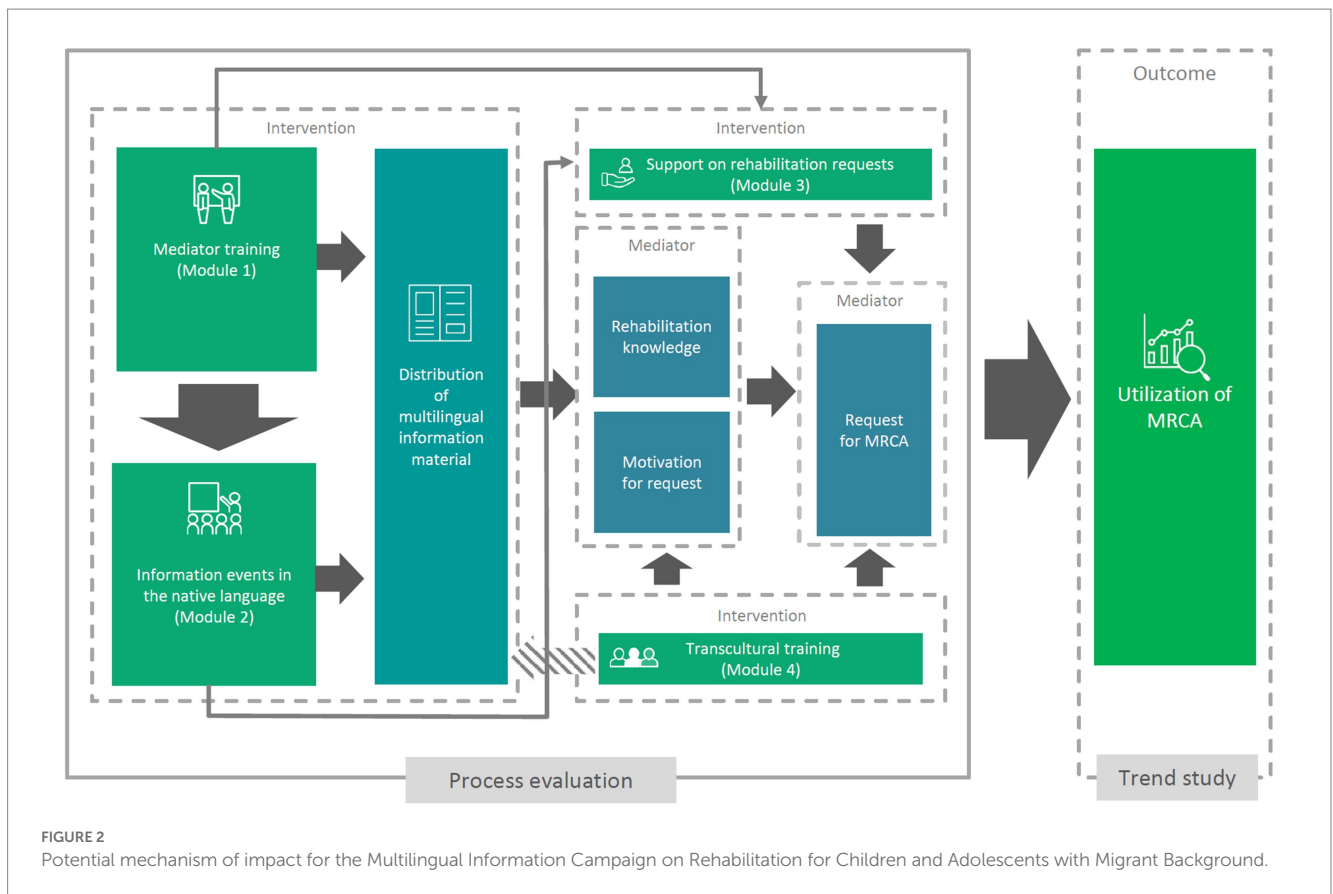 Intervention
Mediator training
(Module 1)
Information events in
the native language
(Module 2)
Distribution
of
multilingual
information
material
Intervention
Support on rehabilitation requests
(Module 3)
Mediator
Rehabilitation
knowledge
Motivation
for request
Mediator
Request
for MRCA
Intervention
Transcultural training
(Module 4)
Process evaluation
Outcome
Utilization of
MRCA
Trend study
FIGURE 2
Potential mechanism of impact for the Multilingual Information Campaign on Rehabilitation for Children and Adolescents with Migrant Background.